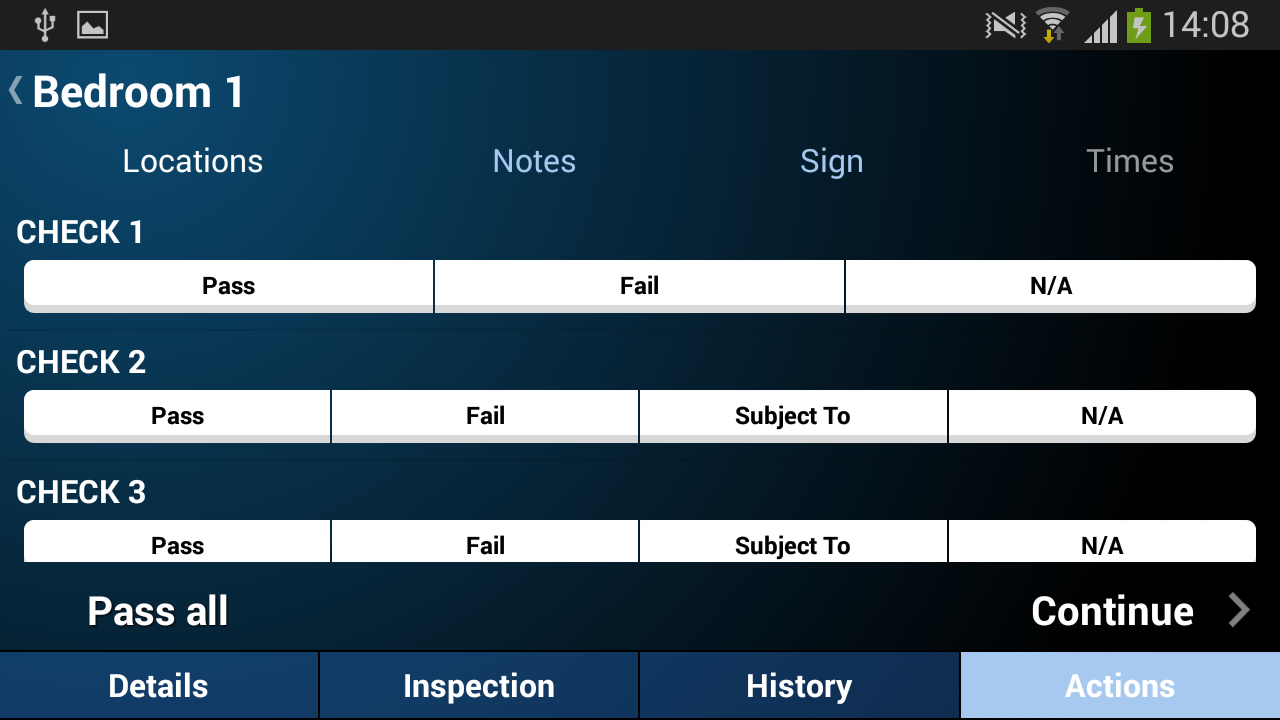 14:08
Bedroom 1
Locations Notes Sign Times
CHECK 1
Pass Fail N/A
CHECK 2
Pass Fail Subject To N/A
CHECK 3
Pass Fail Subject To N/A
Pass all Continue
Details Inspection History Actions